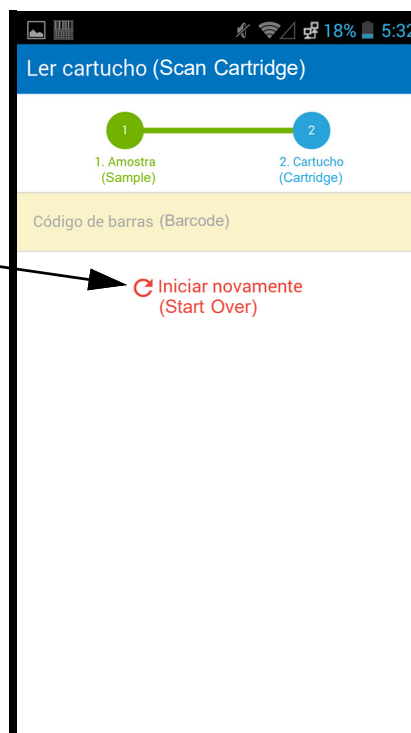 18% 5:32
Ler cartucho (Scan Cartridge)
1 2
1. Amostra 2. Cartucho
(Sample) (Cartridge)
Código de barras (Barcode)
Iniciar novamente
(Start Over)